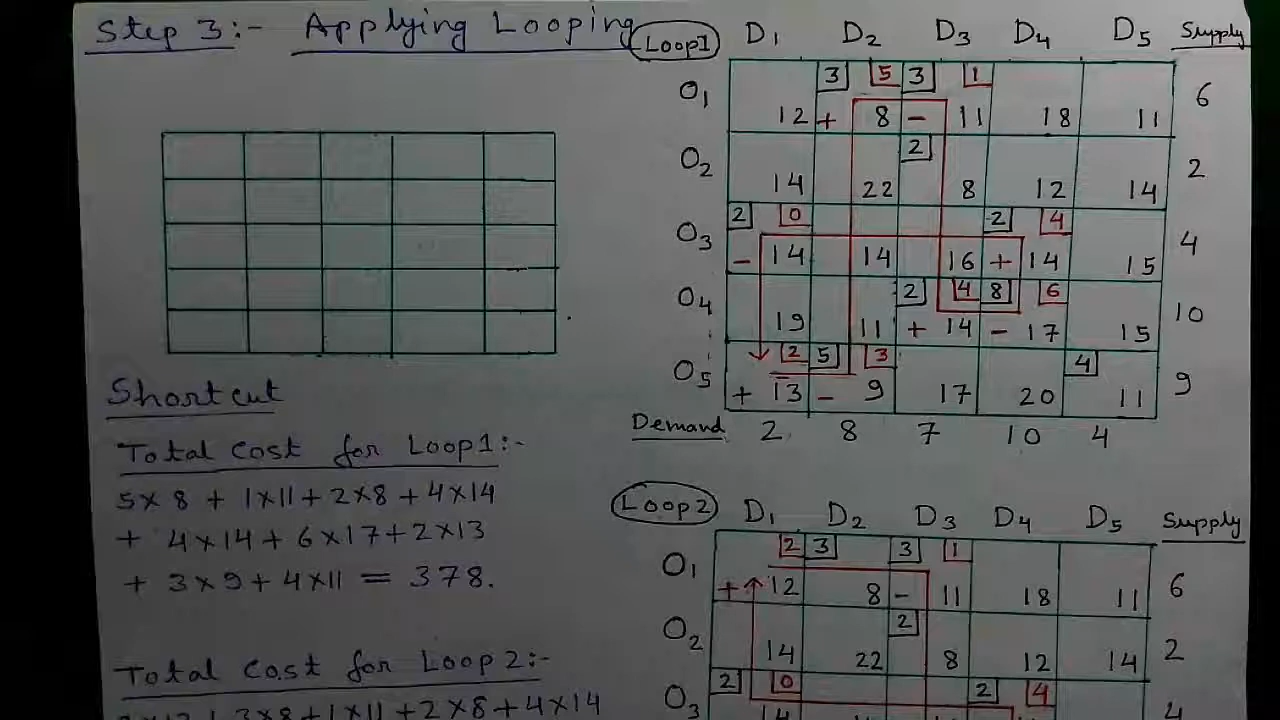 Step 3:- Applying Looping
Shortcut
Total Cost for Loop1:-
5×8 + 1×11 + 2×8 + 4×14
+ 4×14 + 6×17 + 2×13
+ 3×9 + 4×11 = 378.
Total Cost for Loop2:-
Loop1 D1 D2 D3 D4 D5 Supply
3 5 3 1
O1 12 + 8 - 11 18 11 6
2
O2 14 22 8 12 14 2
2 0 2 4
O3 - 14 14 16 + 14 15 4
2 4 8 6
O4 19 11 + 14 - 17 15 10
2 5 3 4
O5 + 13 - 9 17 20 11 9
Demand 2 8 7 10 4
Loop2 D1 D2 D3 D4 D5 Supply
2 3 3 1
O1 + 12 8 - 11 18 11 6
2
O2 14 22 8 12 14 2
2 0 2 4
O3